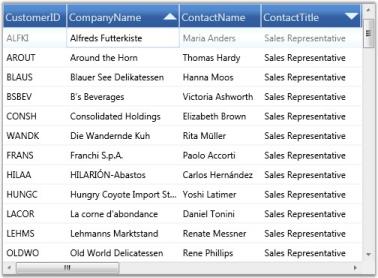 CustomerID CompanyName ContactName ContactTitle
ALFKI Alfreds Futterkiste Maria Anders Sales Representative
AROUT Around the Horn Thomas Hardy Sales Representative
BLAUS Blauer See Delikatessen Hanna Moos Sales Representative
BSBEV B's Beverages Victoria Ashworth Sales Representative
CONSH Consolidated Holdings Elizabeth Brown Sales Representative
WANDK Die Wandernde Kuh Rita Müller Sales Representative
FRANS Franchi S.p.A. Paolo Accorti Sales Representative
HILAA HILARIÓN-Abastos Carlos Hernández Sales Representative
HUNGC Hungry Coyote Import St... Yoshi Latimer Sales Representative
LACOR La corne d'abondance Daniel Tonini Sales Representative
LEHMS Lehmanns Marktstand Renate Messner Sales Representative
OLDWO Old World Delicatessen Rene Phillips Sales Representative